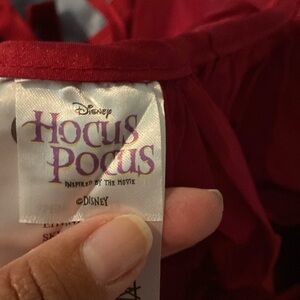 Disney
HOCUS
POCUS
INSPIRED BY THE MOVIE
©DISNEY